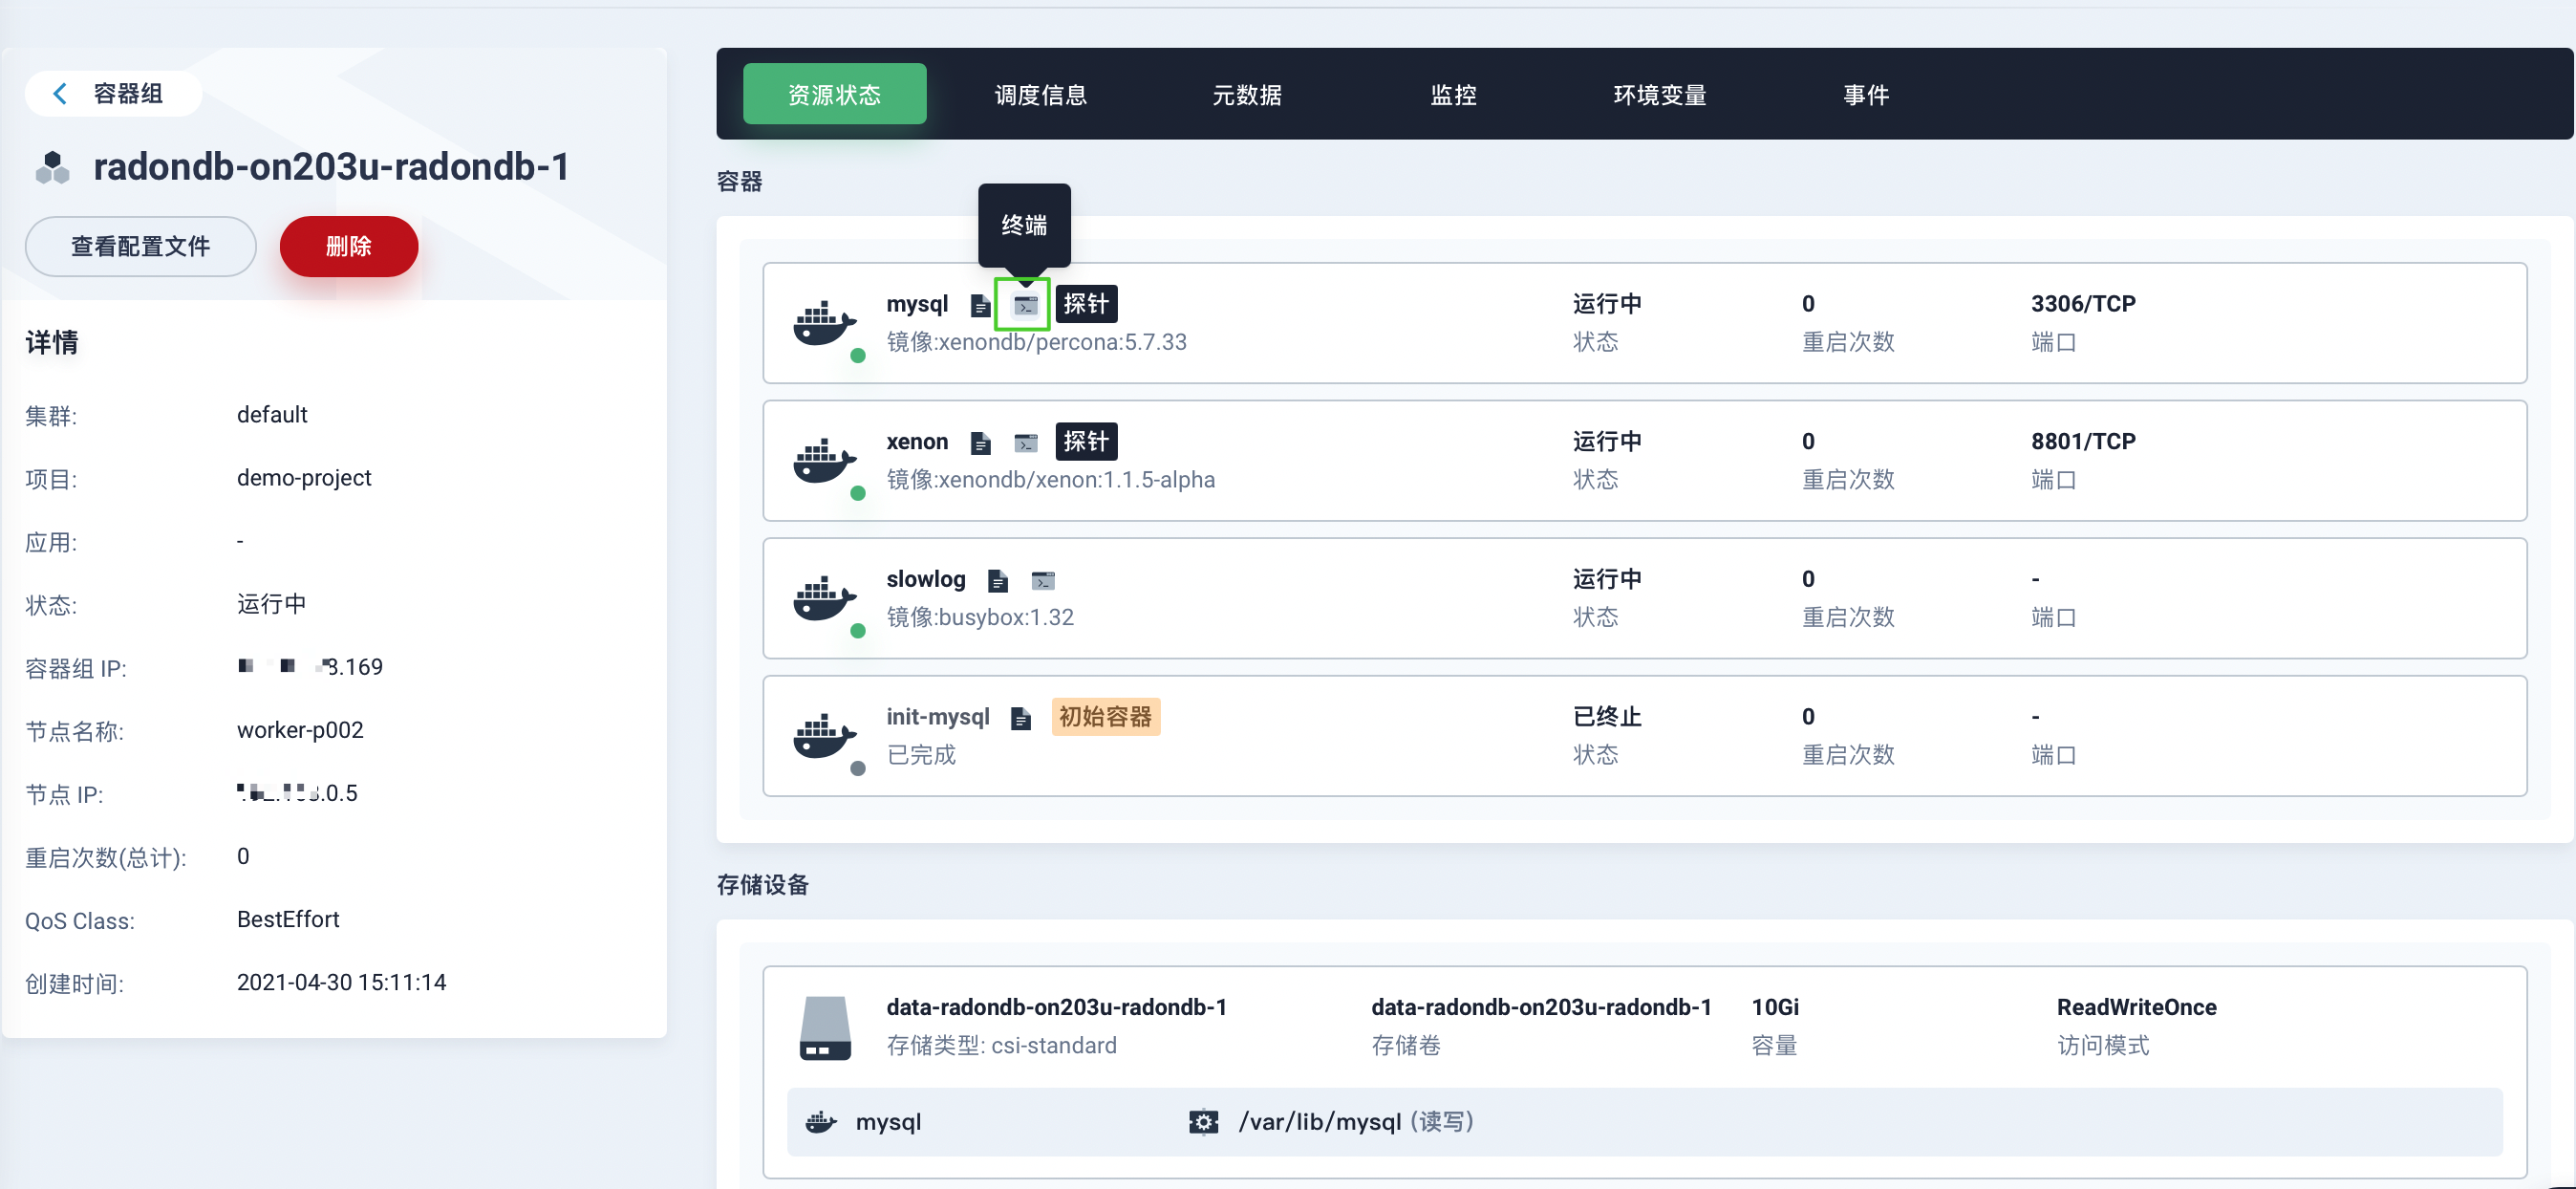 容器组
radondb-on203u-radondb-1
查看配置文件 删除
详情
集群: default
项目: demo-project
应用: -
状态: 运行中
容器组 IP: 3.169
节点名称: worker-p002
节点 IP: .0.5
重启次数(总计): 0
QoS Class: BestEffort
创建时间: 2021-04-30 15:11:14
资源状态 调度信息 元数据 监控 环境变量 事件
容器
终端
mysql 探针 运行中 0 3306/TCP
镜像:xenondb/percona:5.7.33 状态 重启次数 端口
xenon 探针 运行中 0 8801/TCP
镜像:xenondb/xenon:1.1.5-alpha 状态 重启次数 端口
slowlog 运行中 0 -
镜像:busybox:1.32 状态 重启次数 端口
init-mysql 初始容器 已终止 0 -
已完成 状态 重启次数 端口
存储设备
data-radondb-on203u-radondb-1 data-radondb-on203u-radondb-1 10Gi ReadWriteOnce
存储类型: csi-standard 存储卷 容量 访问模式
mysql /var/lib/mysql (读写)